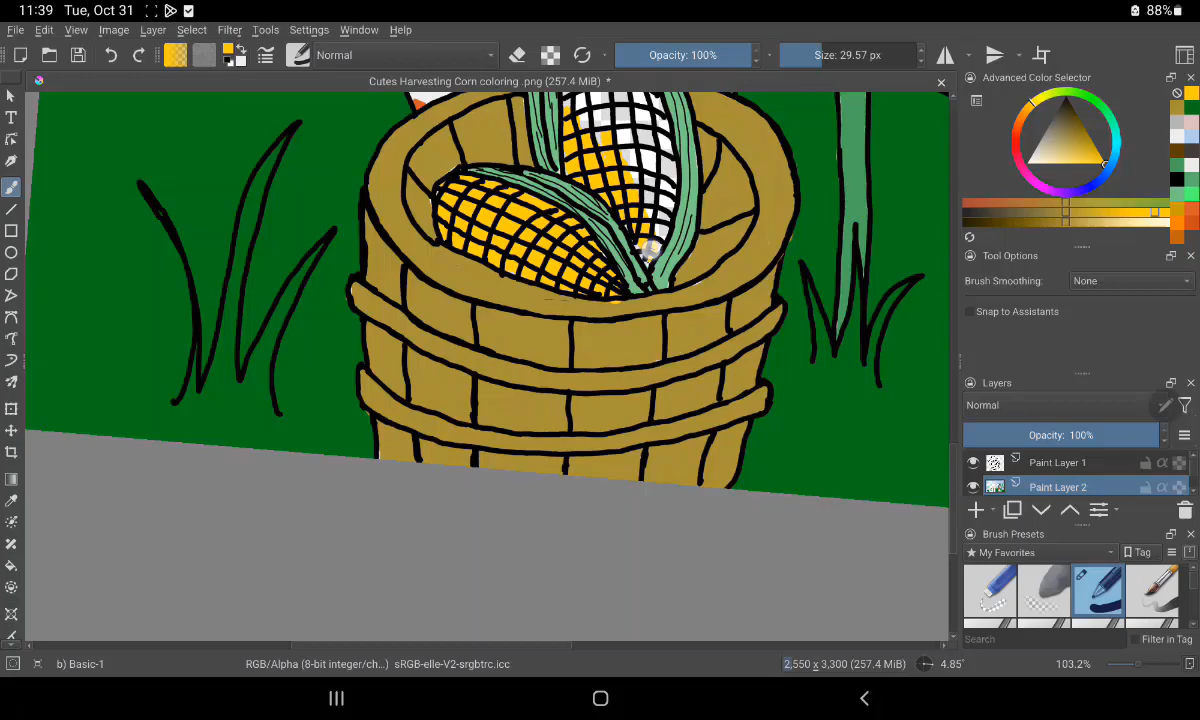 11:39 Tue, Oct 31 88%
File Edit View Image Layer Select Filter Tools Settings Window Help
Normal Opacity: 100% Size: 29.57 px
Cutes Harvesting Corn coloring .png (257.4 MiB) *
Advanced Color Selector
Tool Options
Brush Smoothing: None
Snap to Assistants
Layers
Normal
Opacity: 100%
Paint Layer 1
Paint Layer 2
Brush Presets
★ My Favorites Tag
Search Filter in Tag
b) Basic-1 RGB/Alpha (8-bit integer/ch...) sRGB-elle-V2-srgbtrc.icc 2,550 x 3,300 (257.4 MiB) 4.85° 103.2%